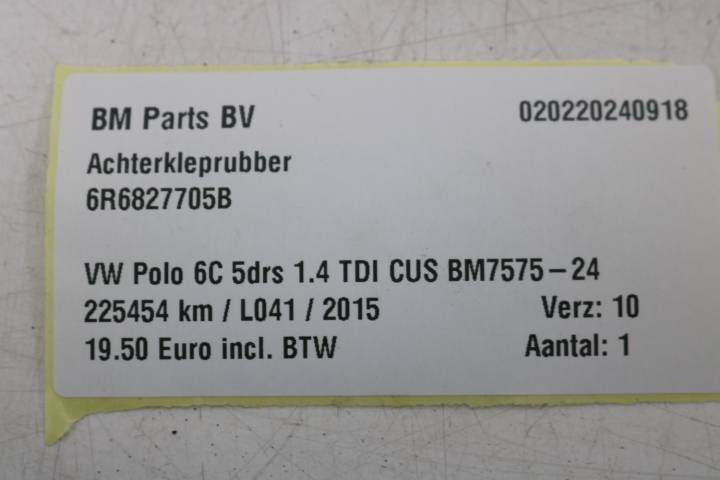 BM Parts BV 020220240918
Achterkleprubber
6R6827705B
VW Polo 6C 5drs 1.4 TDI CUS BM7575-24
225454 km / L041 / 2015 Verz: 10
19.50 Euro incl. BTW Aantal: 1